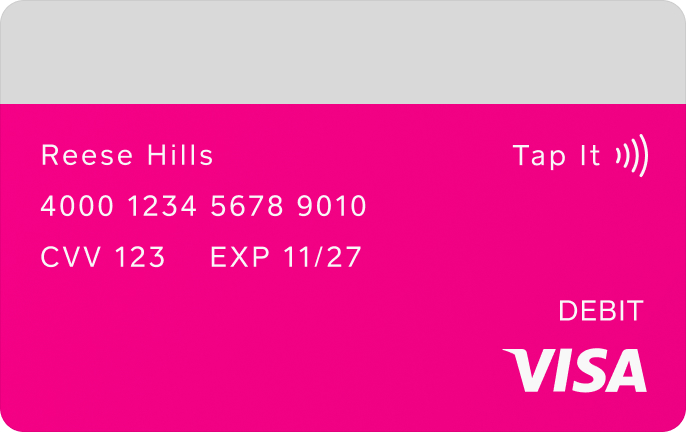 Reese Hills
Tap It
4000 1234 5678 9010
CVV 123 EXP 11/27
DEBIT
VISA